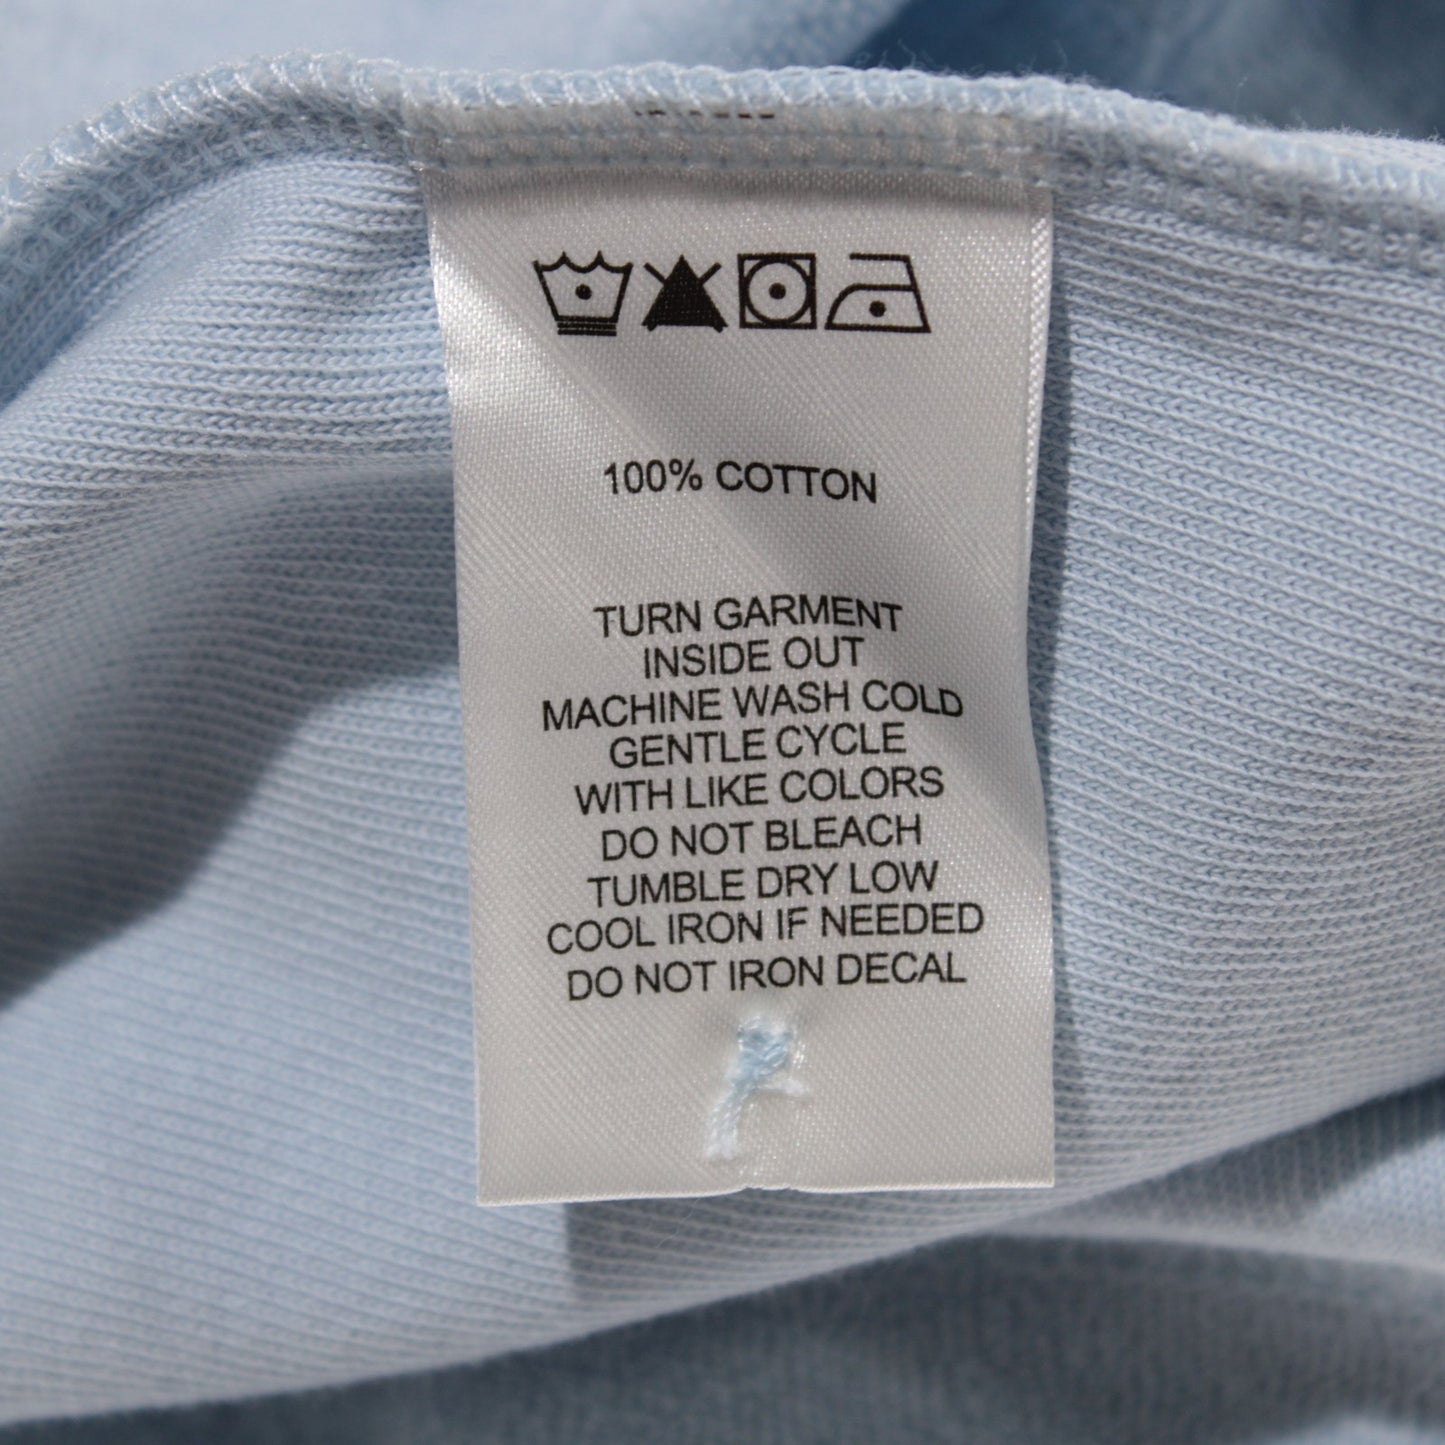 100% COTTON
TURN GARMENT
INSIDE OUT
MACHINE WASH COLD
GENTLE CYCLE
WITH LIKE COLORS
DO NOT BLEACH
TUMBLE DRY LOW
COOL IRON IF NEEDED
DO NOT IRON DECAL